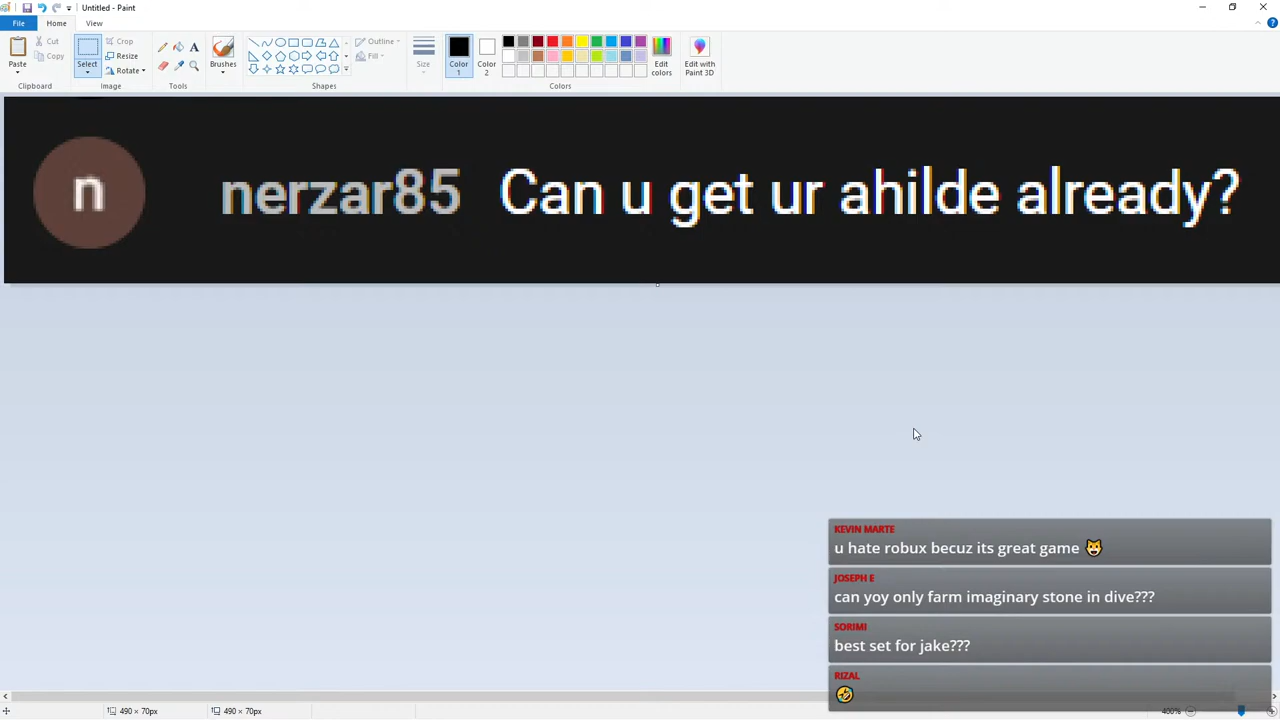 Untitled - Paint
File Home View
Paste Cut Copy Clipboard
Select Crop Resize Rotate Image
Tools
Brushes
Outline Fill Shapes
Size
Color 1 Color 2 Edit colors Colors
Edit with Paint 3D
n nerzar85 Can u get ur ahilde already?
KEVIN MARTE
u hate robux becuz its great game 😺
JOSEPH E
can yoy only farm imaginary stone in dive???
SORIMI
best set for jake???
RIZAL
🤣
490 × 70px 490 × 70px 400%